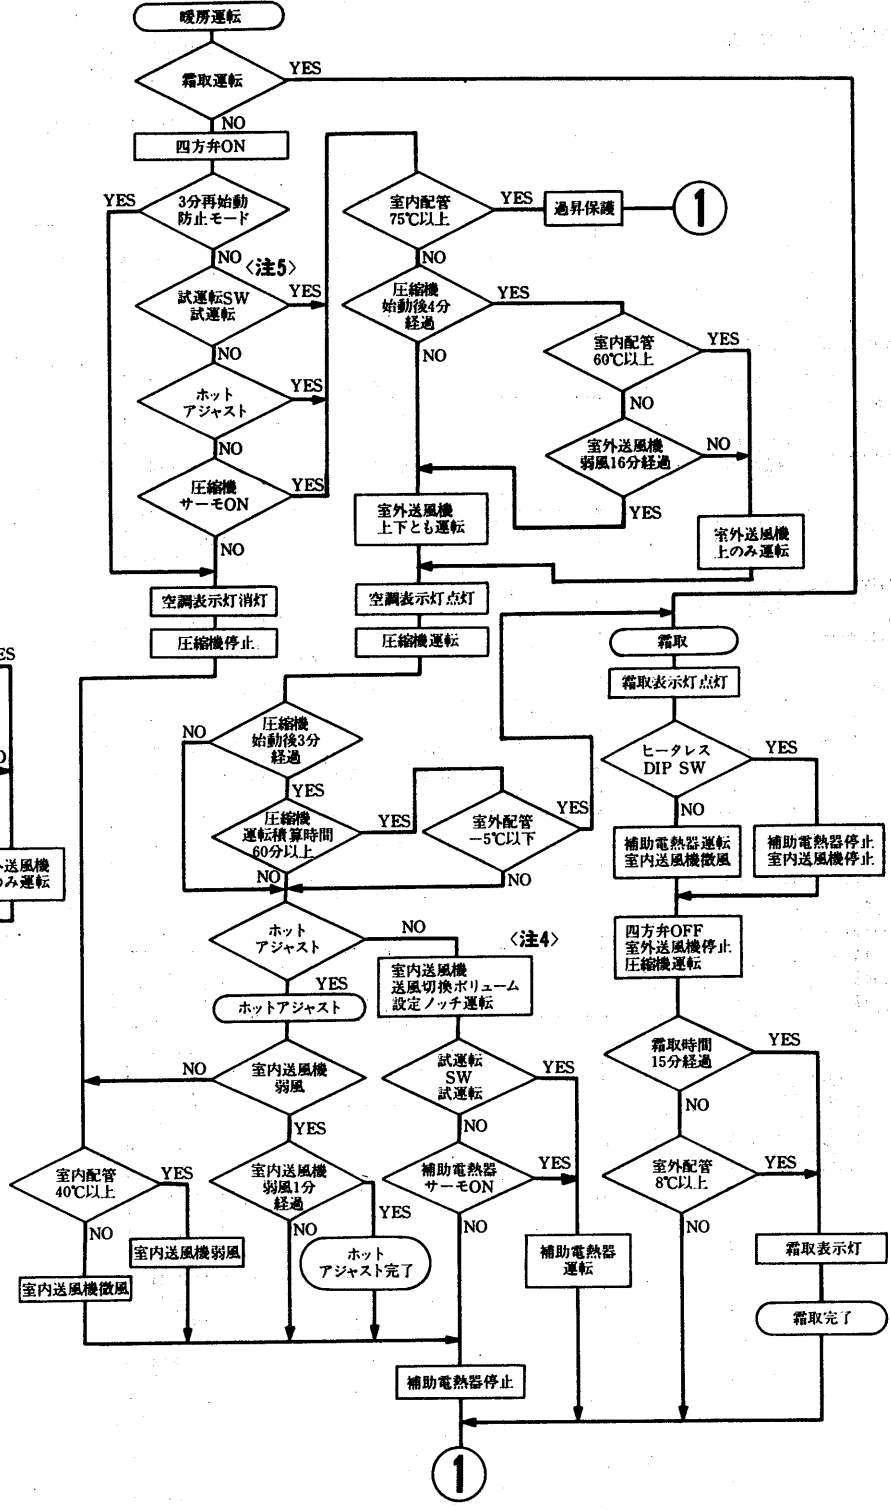 暖房運転
霜取運転
YES
NO
四方弁ON
3分再始動
防止モード
YES
NO
〈注5〉
試運転SW
試運転
YES
NO
ホット
アジャスト
YES
NO
圧縮機
サーモON
YES
NO
空調表示灯消灯
圧縮機停止
室内配管
75℃以上
YES
過昇保護
1
NO
圧縮機
始動後4分
経過
YES
NO
室内配管
60℃以上
YES
NO
室外送風機
弱風16分経過
NO
YES
室外送風機
上下とも運転
室外送風機
上のみ運転
空調表示灯点灯
圧縮機運転
圧縮機
始動後3分
経過
NO
YES
圧縮機
運転積算時間
60分以上
YES
NO
室外配管
−5℃以下
YES
NO
ホット
アジャスト
NO
YES
ホットアジャスト
〈注4〉
室内送風機
送風切換ボリューム
設定ノッチ運転
室内送風機
弱風
NO
YES
試運転
SW
試運転
YES
NO
室内配管
40℃以上
YES
NO
室内送風機弱風
室内送風機微風
室内送風機
弱風1分
経過
YES
NO
ホット
アジャスト完了
補助電熱器
サーモON
YES
NO
補助電熱器
運転
補助電熱器停止
1
霜取
霜取表示灯点灯
ヒータレス
DIP SW
YES
NO
補助電熱器運転
室内送風機微風
補助電熱器停止
室内送風機停止
四方弁OFF
室外送風機停止
圧縮機運転
霜取時間
15分経過
YES
NO
室外配管
8℃以上
YES
NO
霜取表示灯
霜取完了
ES
O
送風機
み運転